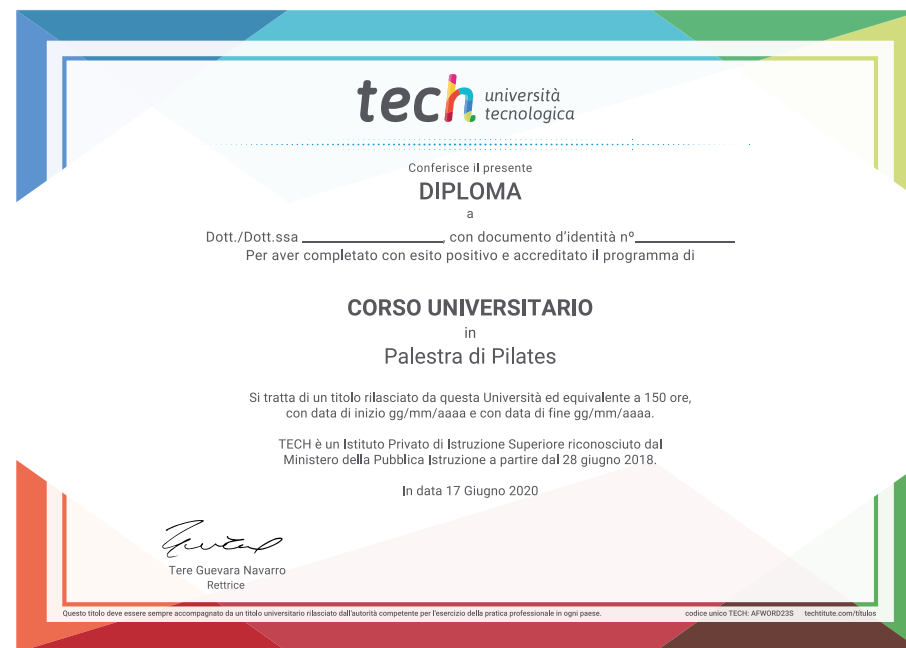 tech università
tecnologica
Conferisce il presente
DIPLOMA
a
Dott./Dott.ssa ________________, con documento d'identità nº____________
Per aver completato con esito positivo e accreditato il programma di
CORSO UNIVERSITARIO
in
Palestra di Pilates
Si tratta di un titolo rilasciato da questa Università ed equivalente a 150 ore,
con data di inizio gg/mm/aaaa e con data di fine gg/mm/aaaa.
TECH è un Istituto Privato di Istruzione Superiore riconosciuto dal
Ministero della Pubblica Istruzione a partire dal 28 giugno 2018.
In data 17 Giugno 2020
Tere Guevara Navarro
Rettrice
Questo titolo deve essere sempre accompagnato da un titolo universitario rilasciato dall'autorità competente per l'esercizio della pratica professionale in ogni paese. codice unico TECH: AFWORD23S techtitute.com/títulos